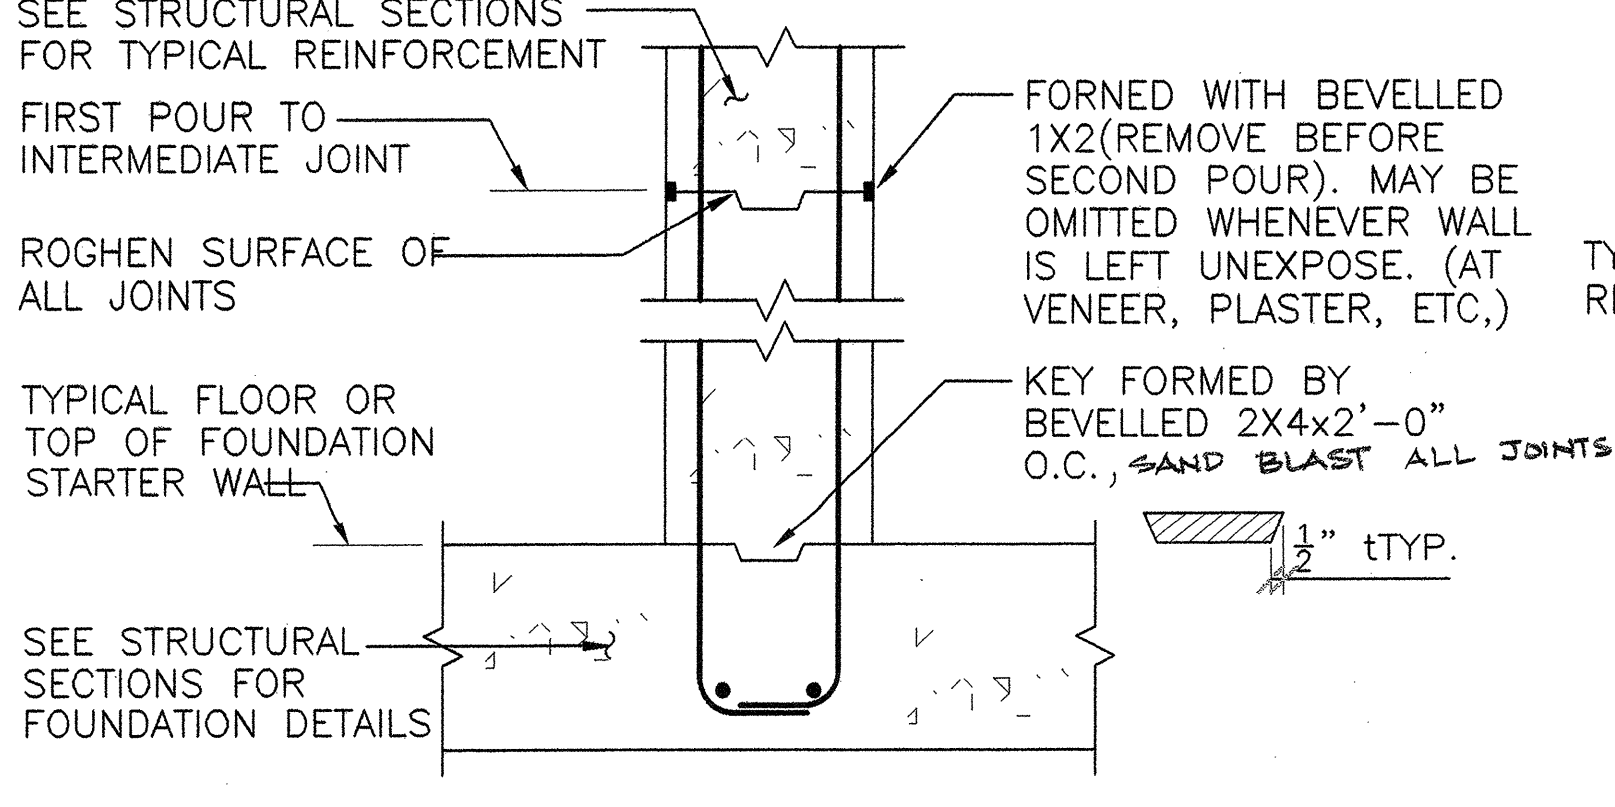 SEE STRUCTURAL SECTIONS
FOR TYPICAL REINFORCEMENT
FIRST POUR TO
INTERMEDIATE JOINT
ROGHEN SURFACE OF
ALL JOINTS
TYPICAL FLOOR OR
TOP OF FOUNDATION
STARTER WALL
SEE STRUCTURAL
SECTIONS FOR
FOUNDATION DETAILS
FORNED WITH BEVELLED
1X2(REMOVE BEFORE
SECOND POUR). MAY BE
OMITTED WHENEVER WALL
IS LEFT UNEXPOSE. (AT
VENEER, PLASTER, ETC,)
KEY FORMED BY
BEVELLED 2X4x2'-0"
O.C., SAND BLAST ALL JOINTS
1/2" tTYP.